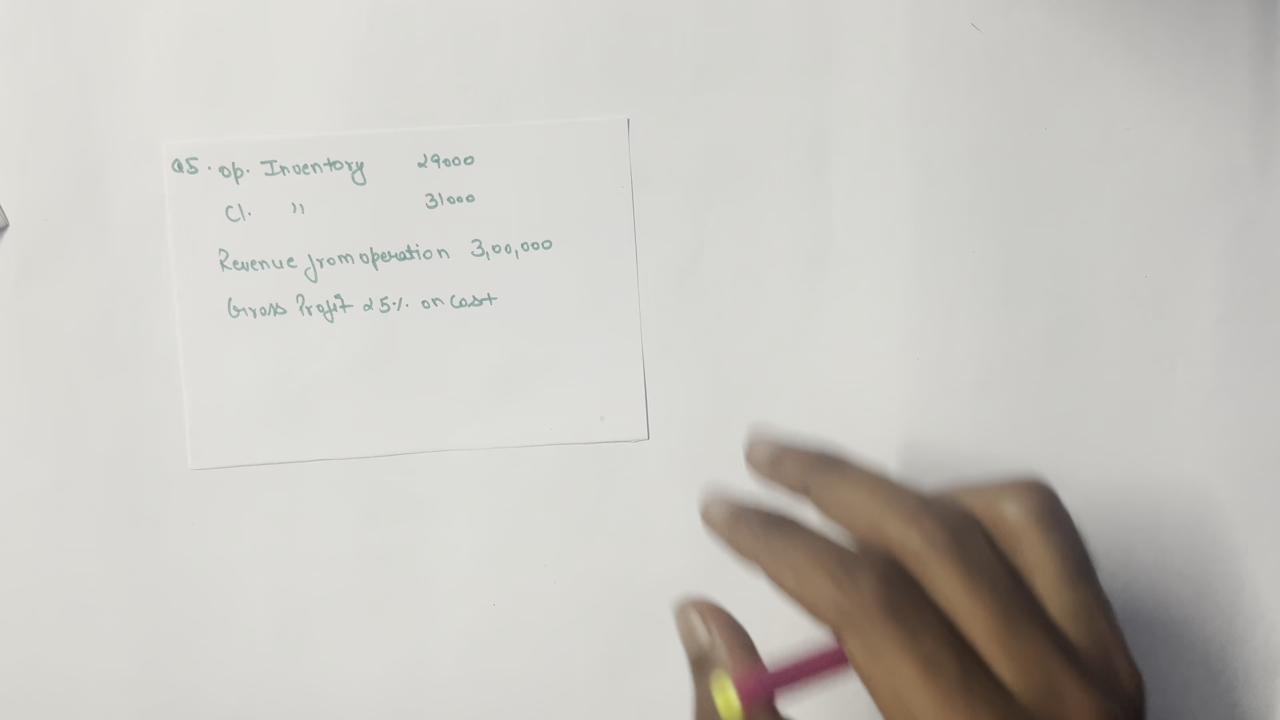 Q5. Op. Inventory 29000
Cl. " 31000
Revenue from operation 3,00,000
Gross Profit 25% on Cost